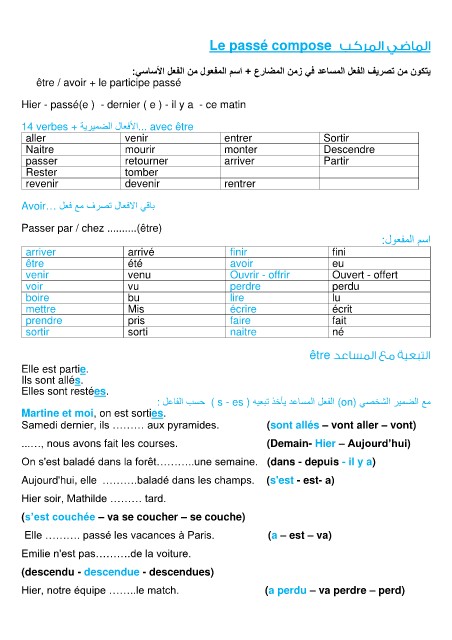 Le passé compose الماضي المركب
يتكون من تصريف الفعل المساعد في زمن المضارع + اسم المفعول من الفعل الأساسي:
être / avoir + le participe passé
Hier - passé(e ) - dernier ( e ) - il y a - ce matin
14 verbes + الأفعال الضميرية... avec être
aller venir entrer Sortir
Naitre mourir monter Descendre
passer retourner arriver Partir
Rester tomber
revenir devenir rentrer
Avoir… باقي الافعال تصرف مع فعل
Passer par / chez ..........(être)
اسم المفعول:
arriver arrivé finir fini
être été avoir eu
venir venu Ouvrir - offrir Ouvert - offert
voir vu perdre perdu
boire bu lire lu
mettre Mis écrire écrit
prendre pris faire fait
sortir sorti naitre né
التبعية مع المساعد être
Elle est partie.
Ils sont allés.
Elles sont restées.
مع الضمير الشخصي (on) الفعل المساعد يأخذ تبعيه ( s - es ) حسب الفاعل :
Martine et moi, on est sorties.
Samedi dernier, ils ……… aux pyramides. (sont allés – vont aller – vont)
...…, nous avons fait les courses. (Demain- Hier – Aujourd'hui)
On s'est baladé dans la forêt……….une semaine. (dans - depuis - il y a)
Aujourd'hui, elle ……….baladé dans les champs. (s'est - est- a)
Hier soir, Mathilde ……… tard.
(s'est couchée – va se coucher – se couche)
Elle ………. passé les vacances à Paris. (a – est – va)
Emilie n'est pas……….de la voiture.
(descendu - descendue - descendues)
Hier, notre équipe ……..le match. (a perdu – va perdre – perd)